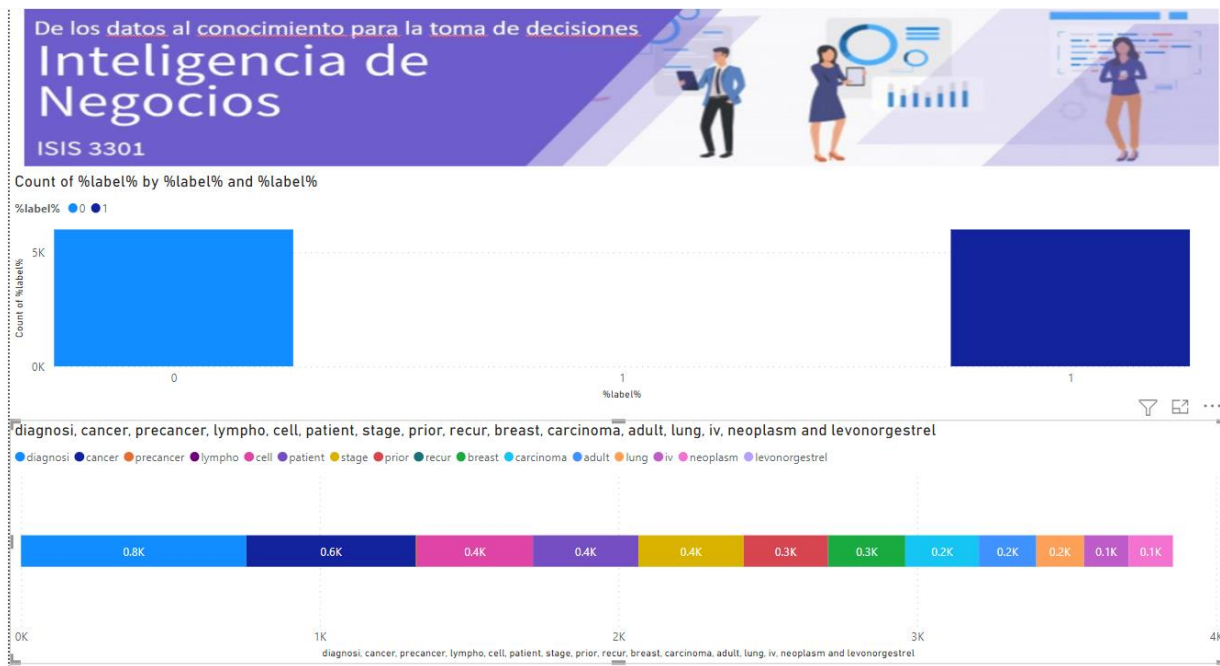 De los datos al conocimiento para la toma de decisiones
Inteligencia de
Negocios
ISIS 3301
Count of %label% by %label% and %label%
%label% 0 1
5K
Count of %label%
0K
0 1 1
%label%
diagnosi, cancer, precancer, lympho, cell, patient, stage, prior, recur, breast, carcinoma, adult, lung, iv, neoplasm and levonorgestrel
diagnosi cancer precancer lympho cell patient stage prior recur breast carcinoma adult lung iv neoplasm levonorgestrel
0.8K 0.6K 0.4K 0.4K 0.4K 0.3K 0.3K 0.2K 0.2K 0.2K 0.1K 0.1K
0K 1K 2K 3K 4K
diagnosi, cancer, precancer, lympho, cell, patient, stage, prior, recur, breast, carcinoma, adult, lung, iv, neoplasm and levonorgestrel